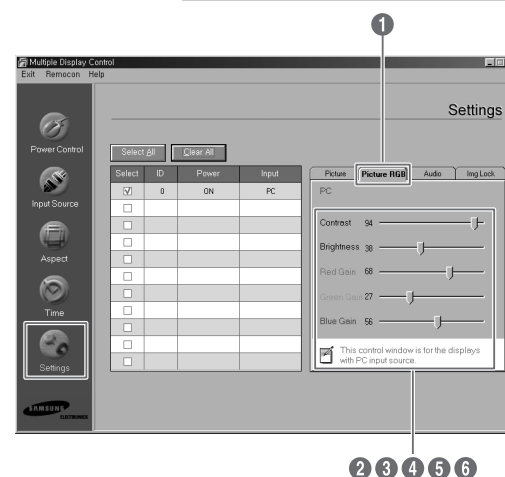 1
Multiple Display Control
Exit Remocon Help
Settings
Power Control
Input Source
Aspect
Time
Settings
SAMSUNG
ELECTRONICS
Select All Clear All
Select ID Power Input
0 ON PC
Picture Picture RGB Audio Img Lock
PC
Contrast 94
Brightness 38
Red Gain 68
Green Gain 27
Blue Gain 56
This control window is for the displays
with PC input source.
2 3 4 5 6